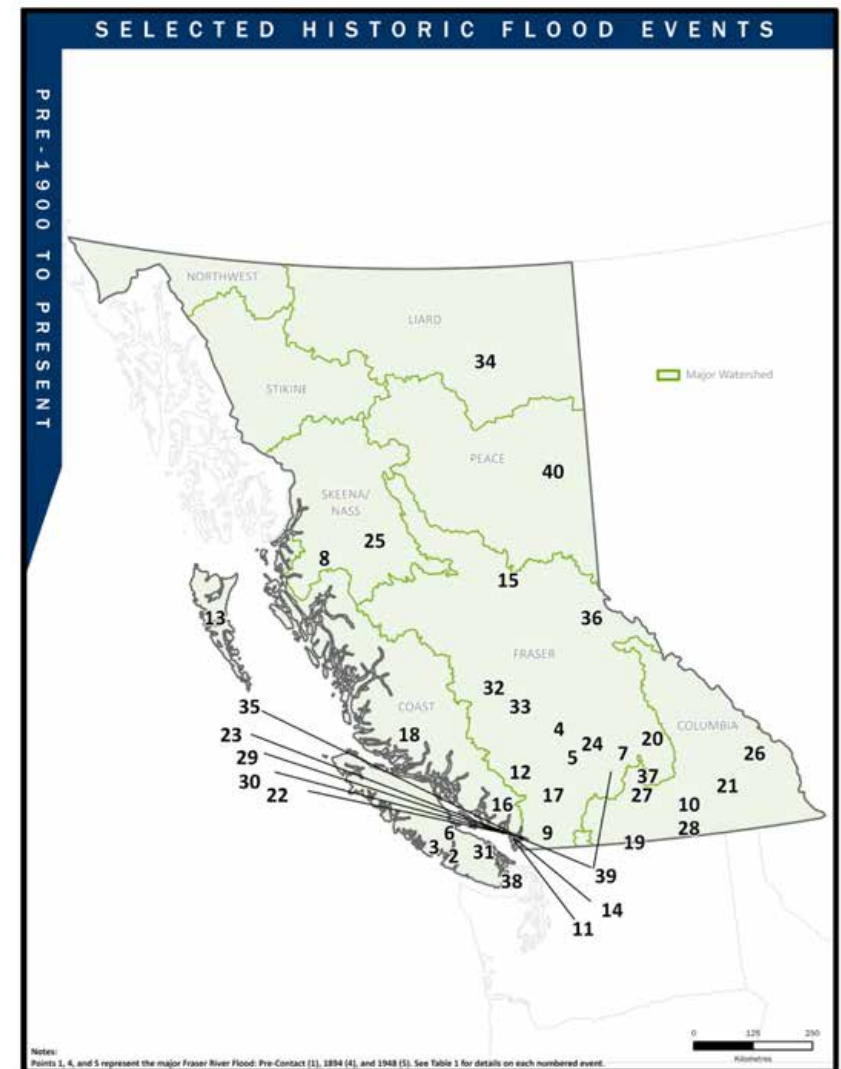 SELECTED HISTORIC FLOOD EVENTS
PRE-1900 TO PRESENT
NORTHWEST
LIARD
34
Major Watershed
STIKINE
PEACE
40
SKEENA/
NASS
25
8
15
13
36
FRASER
32
35
33
COAST
COLUMBIA
23
18
4
24
20
29
5
7
26
30
12
37
21
22
17
27
16
10
6
9
28
3
2
31
19
38
39
14
11
0 125 250
Kilometres
Notes:
Points 1, 4, and 5 represent the major Fraser River Flood: Pre-Contact (1), 1894 (4), and 1948 (5). See Table 1 for details on each numbered event.